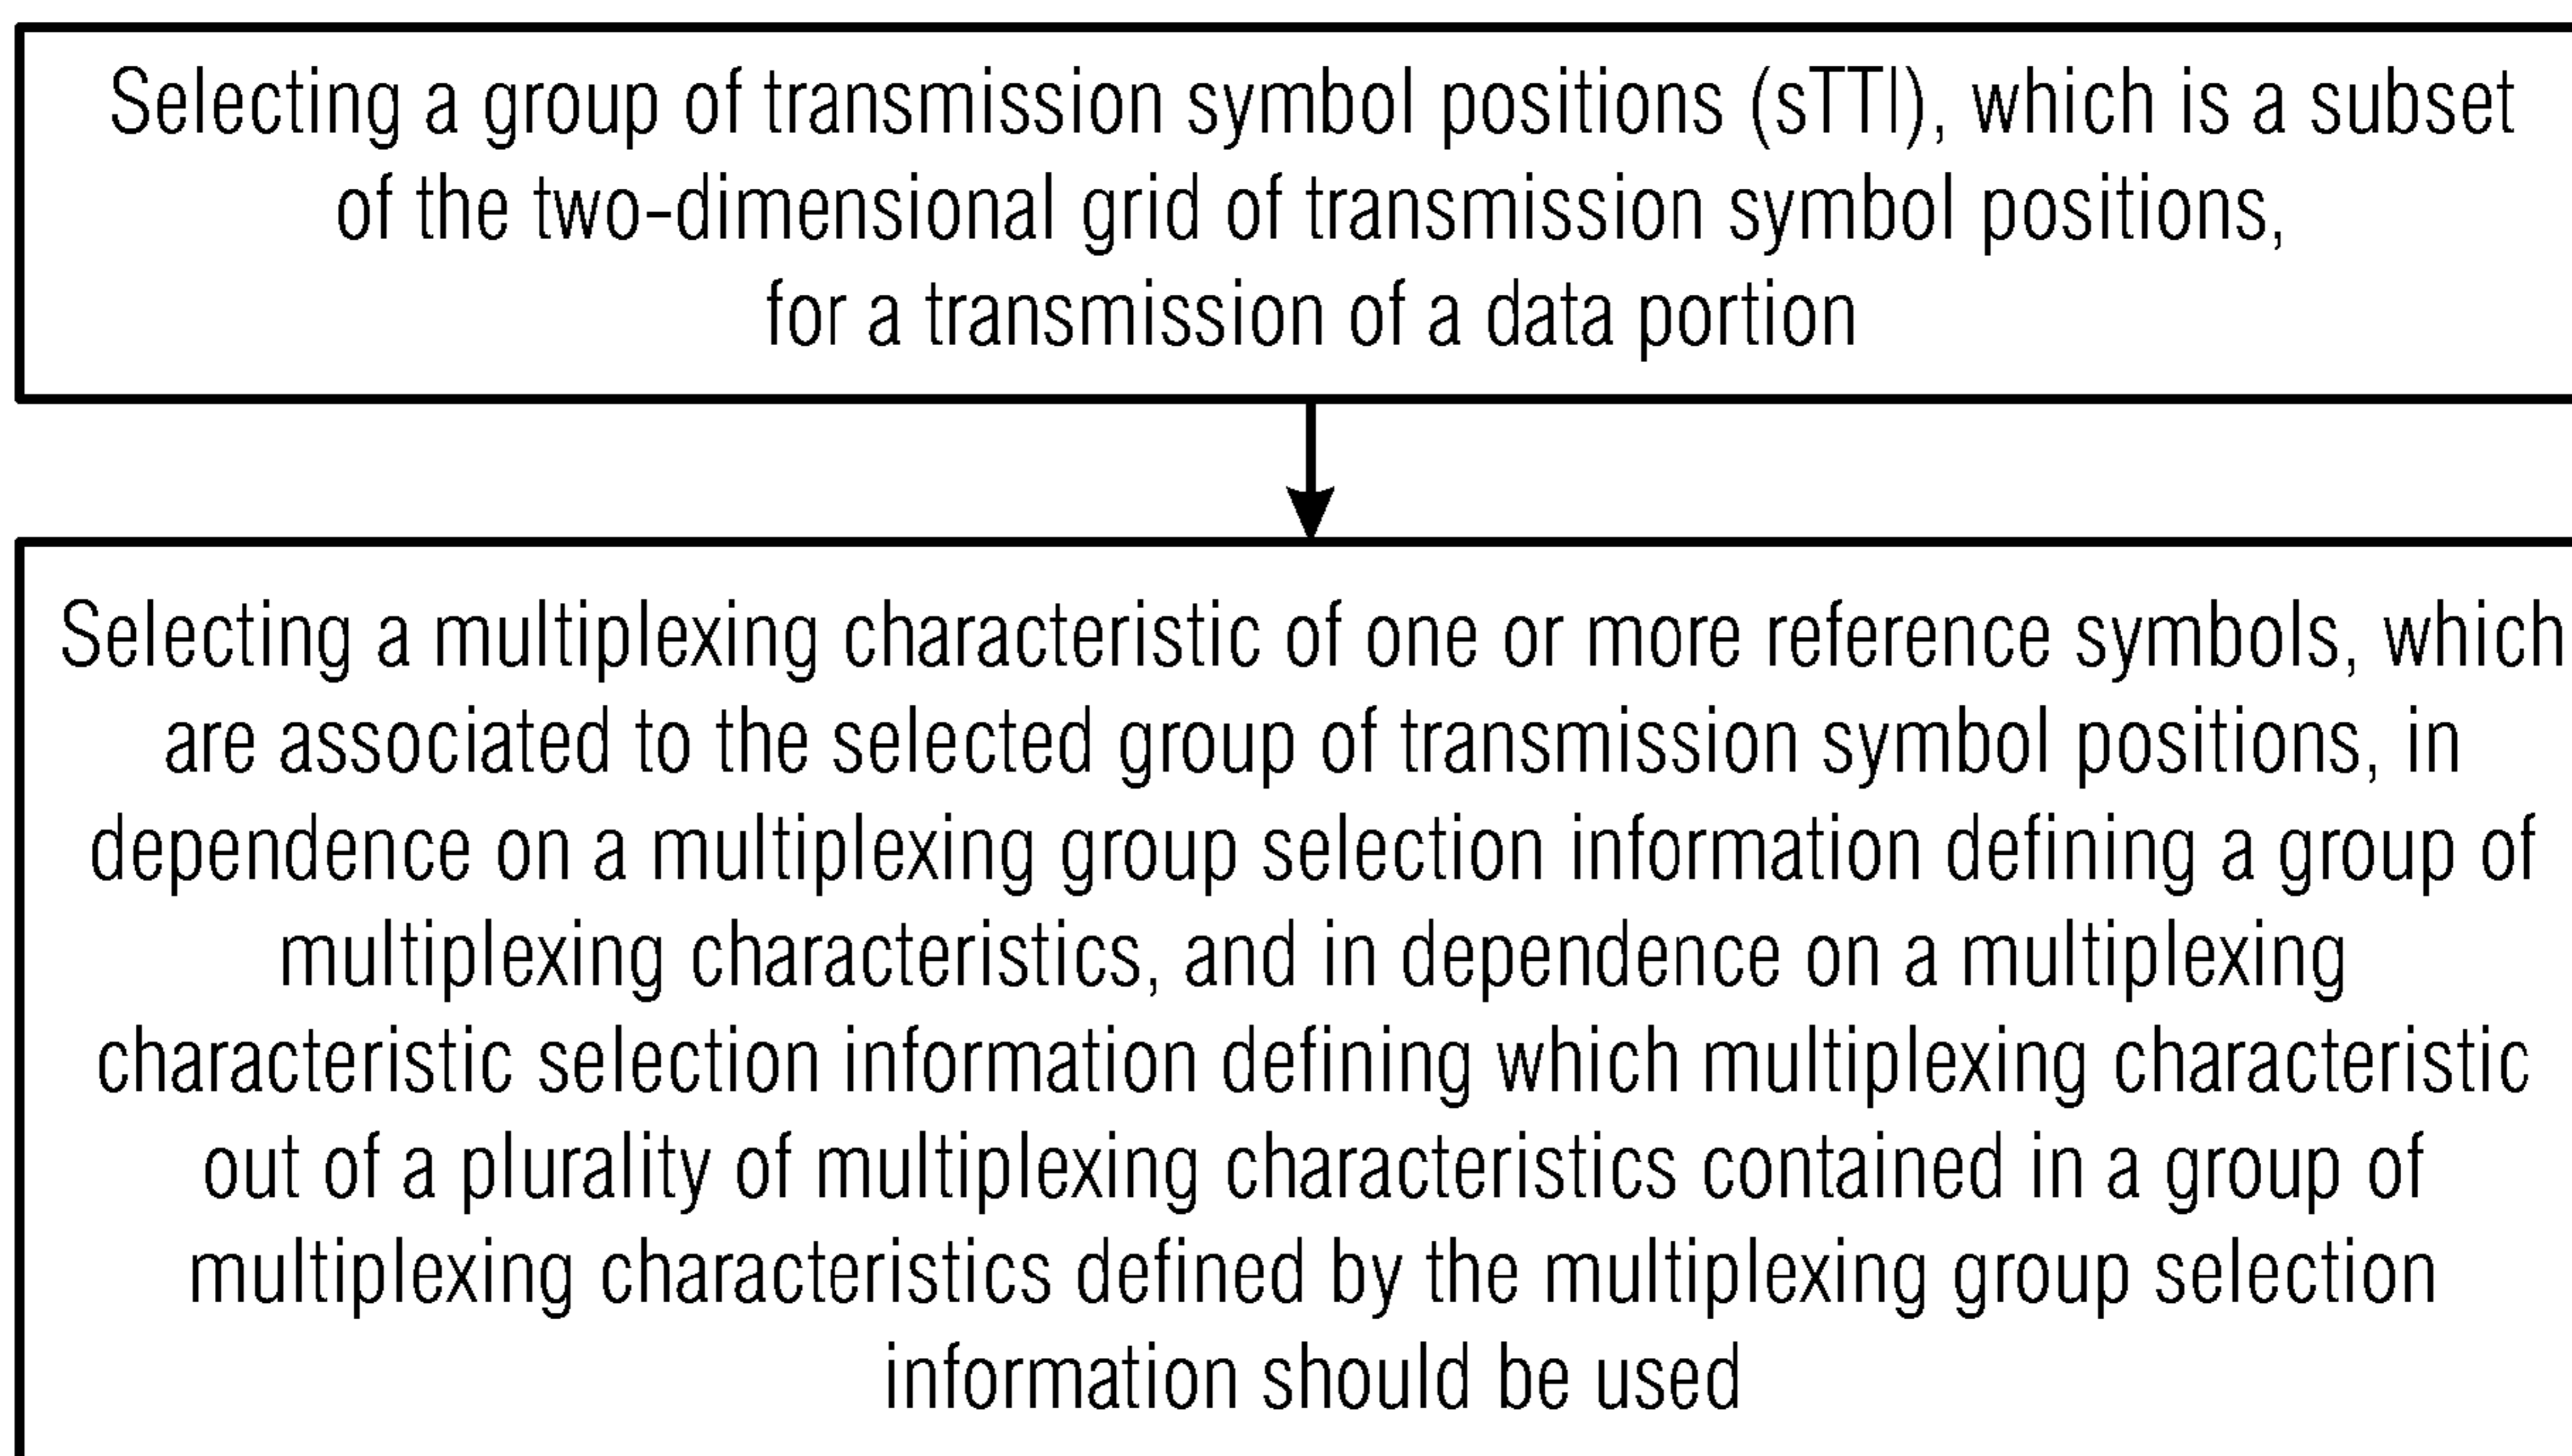 Selecting a group of transmission symbol positions (sTTI), which is a subset
of the two-dimensional grid of transmission symbol positions,
for a transmission of a data portion
Selecting a multiplexing characteristic of one or more reference symbols, which
are associated to the selected group of transmission symbol positions, in
dependence on a multiplexing group selection information defining a group of
multiplexing characteristics, and in dependence on a multiplexing
characteristic selection information defining which multiplexing characteristic
out of a plurality of multiplexing characteristics contained in a group of
multiplexing characteristics defined by the multiplexing group selection
information should be used